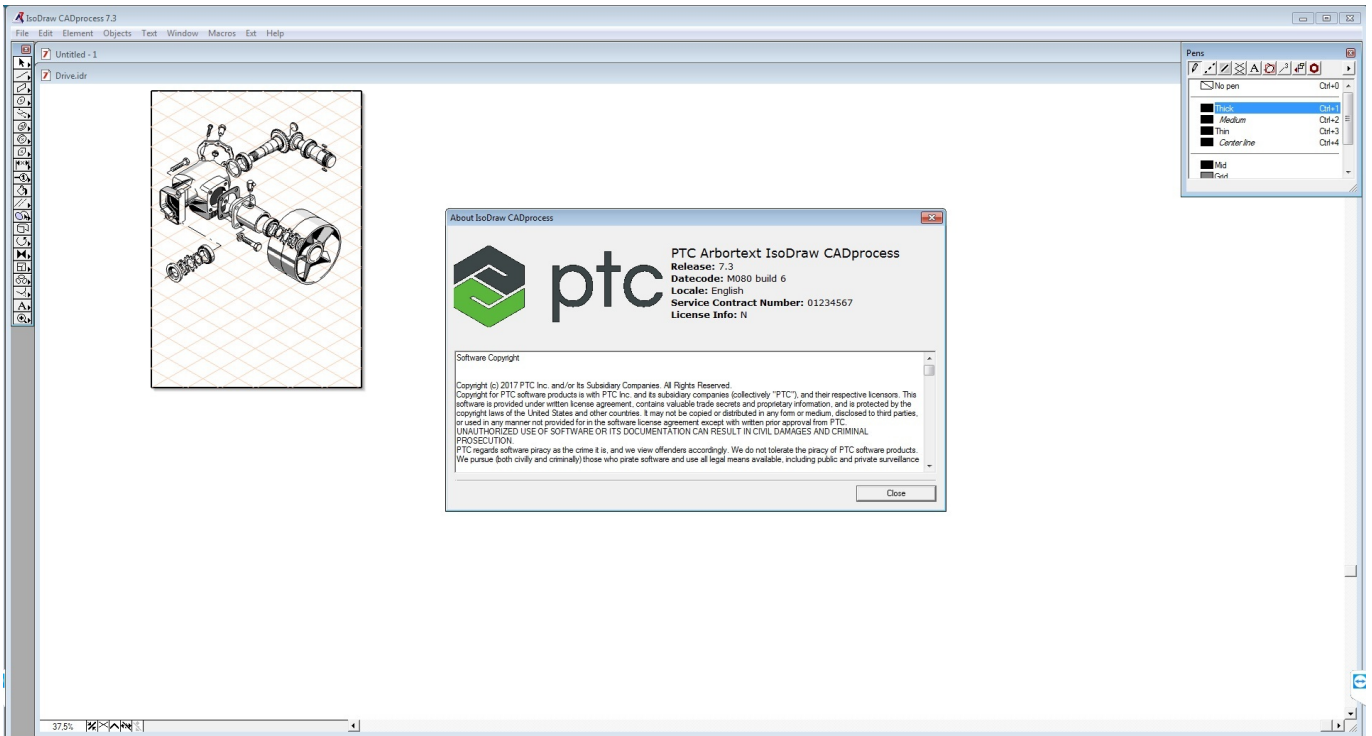 IsoDraw CADprocess 7.3
File Edit Element Objects Text Window Macros Ext Help
Untitled - 1
Drive.idr
Pens
No pen Ctrl+0
Thick Ctrl+1
Medium Ctrl+2
Thin Ctrl+3
Center line Ctrl+4
Mid
Grid
About IsoDraw CADprocess
ptc
PTC Arbortext IsoDraw CADprocess
Release: 7.3
Datecode: M080 build 6
Locale: English
Service Contract Number: 01234567
License Info: N
Software Copyright
Copyright (c) 2017 PTC Inc. and/or Its Subsidiary Companies. All Rights Reserved.
Copyright for PTC software products is with PTC Inc. and its subsidiary companies (collectively "PTC"), and their respective licensors. This
software is provided under written license agreement, contains valuable trade secrets and proprietary information, and is protected by the
copyright laws of the United States and other countries. It may not be copied or distributed in any form or medium, disclosed to third parties,
or used in any manner not provided for in the software license agreement except with written prior approval from PTC.
UNAUTHORIZED USE OF SOFTWARE OR ITS DOCUMENTATION CAN RESULT IN CIVIL DAMAGES AND CRIMINAL
PROSECUTION.
PTC regards software piracy as the crime it is, and we view offenders accordingly. We do not tolerate the piracy of PTC software products.
We pursue (both civilly and criminally) those who pirate software and use all legal means available, including public and private surveillance
Close
37.5%